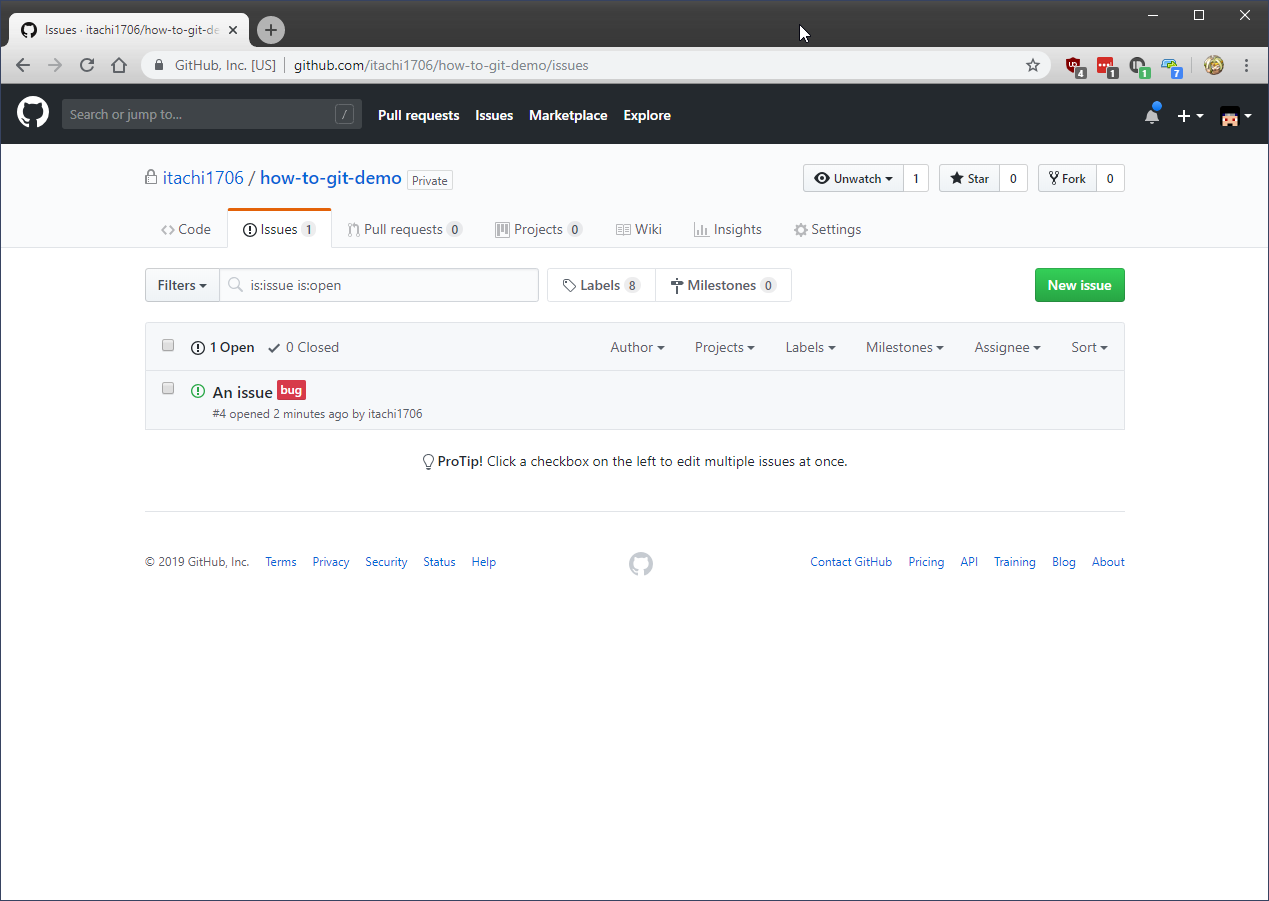 Issues · itachi1706/how-to-git-de
GitHub, Inc. [US] github.com/itachi1706/how-to-git-demo/issues 4 1 1 7
Search or jump to... / Pull requests Issues Marketplace Explore
itachi1706 / how-to-git-demo Private Unwatch 1 Star 0 Fork 0
Code Issues 1 Pull requests 0 Projects 0 Wiki Insights Settings
Filters is:issue is:open Labels 8 Milestones 0 New issue
1 Open 0 Closed Author Projects Labels Milestones Assignee Sort
An issue bug
#4 opened 2 minutes ago by itachi1706
ProTip! Click a checkbox on the left to edit multiple issues at once.
© 2019 GitHub, Inc. Terms Privacy Security Status Help Contact GitHub Pricing API Training Blog About